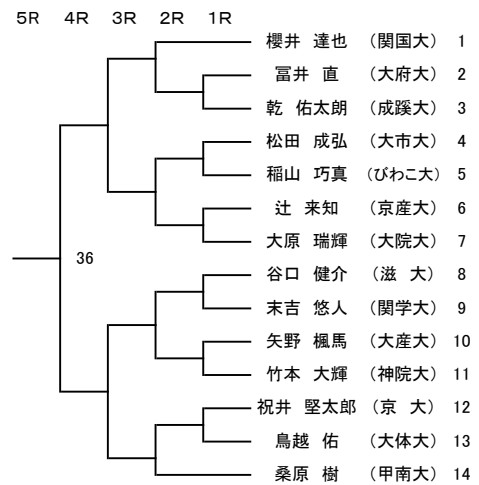 5R 4R 3R 2R 1R
櫻井 達也 (関国大) 1
冨井 直 (大府大) 2
乾 佑太朗 (成蹊大) 3
松田 成弘 (大市大) 4
稲山 巧真 (びわこ大) 5
辻 来知 (京産大) 6
大原 瑞輝 (大院大) 7
36
谷口 健介 (滋 大) 8
末吉 悠人 (関学大) 9
矢野 楓馬 (大産大) 10
竹本 大輝 (神院大) 11
祝井 堅太郎 (京 大) 12
鳥越 佑 (大体大) 13
桑原 樹 (甲南大) 14